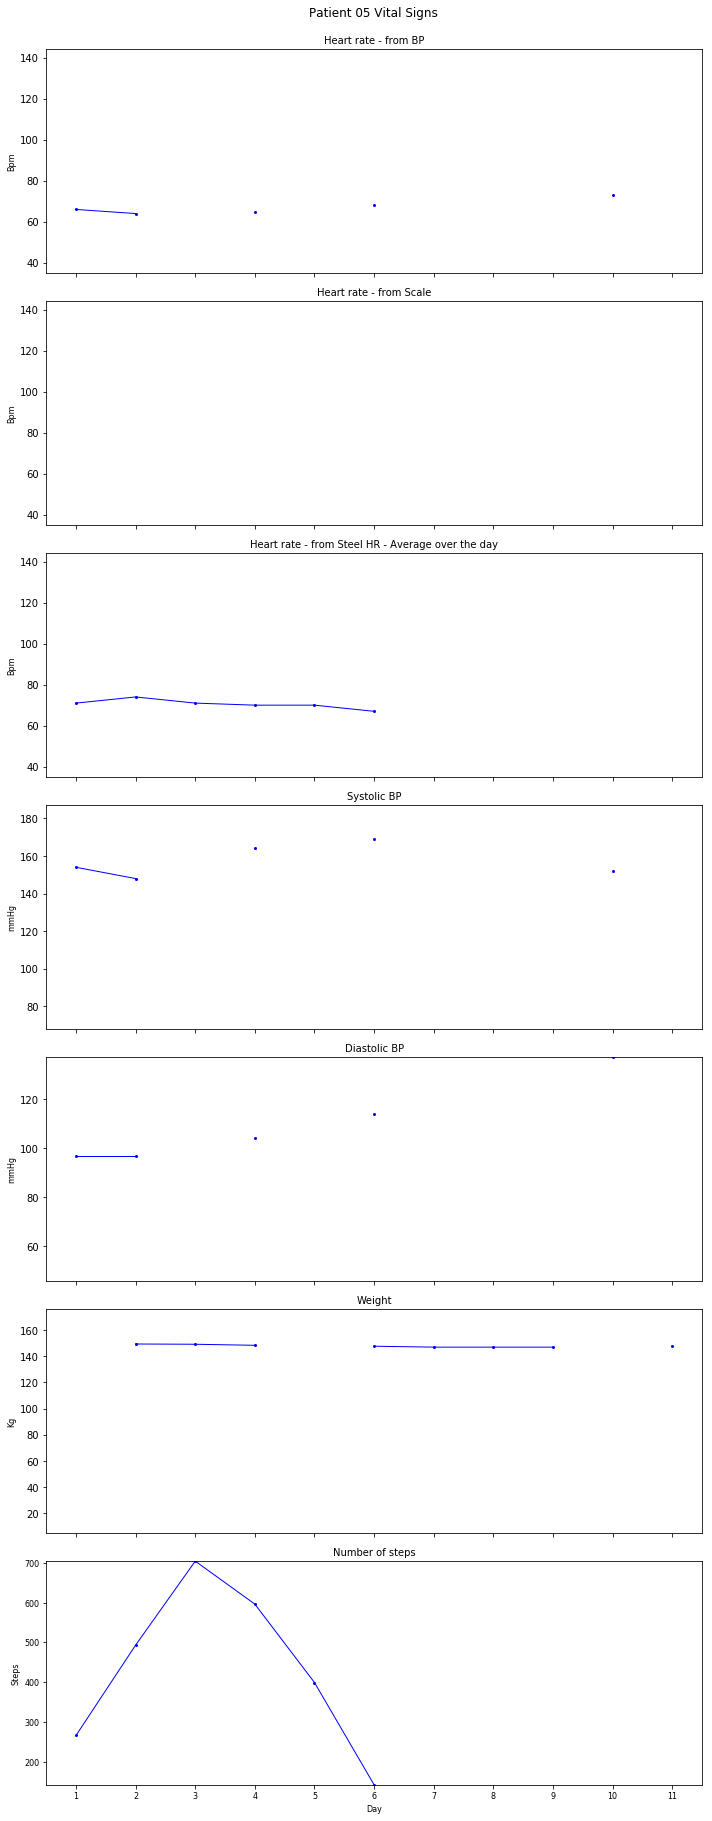 Patient 05 Vital Signs
Heart rate - from BP
140
120
100
80
60
40
Bpm
Heart rate - from Scale
140
120
100
80
60
40
Bpm
Heart rate - from Steel HR - Average over the day
140
120
100
80
60
40
Bpm
Systolic BP
180
160
140
120
100
80
mmHg
Diastolic BP
120
100
80
60
mmHg
Weight
160
140
120
100
80
60
40
20
Kg
Number of steps
700
600
500
400
300
200
Steps
1 2 3 4 5 6 7 8 9 10 11
Day